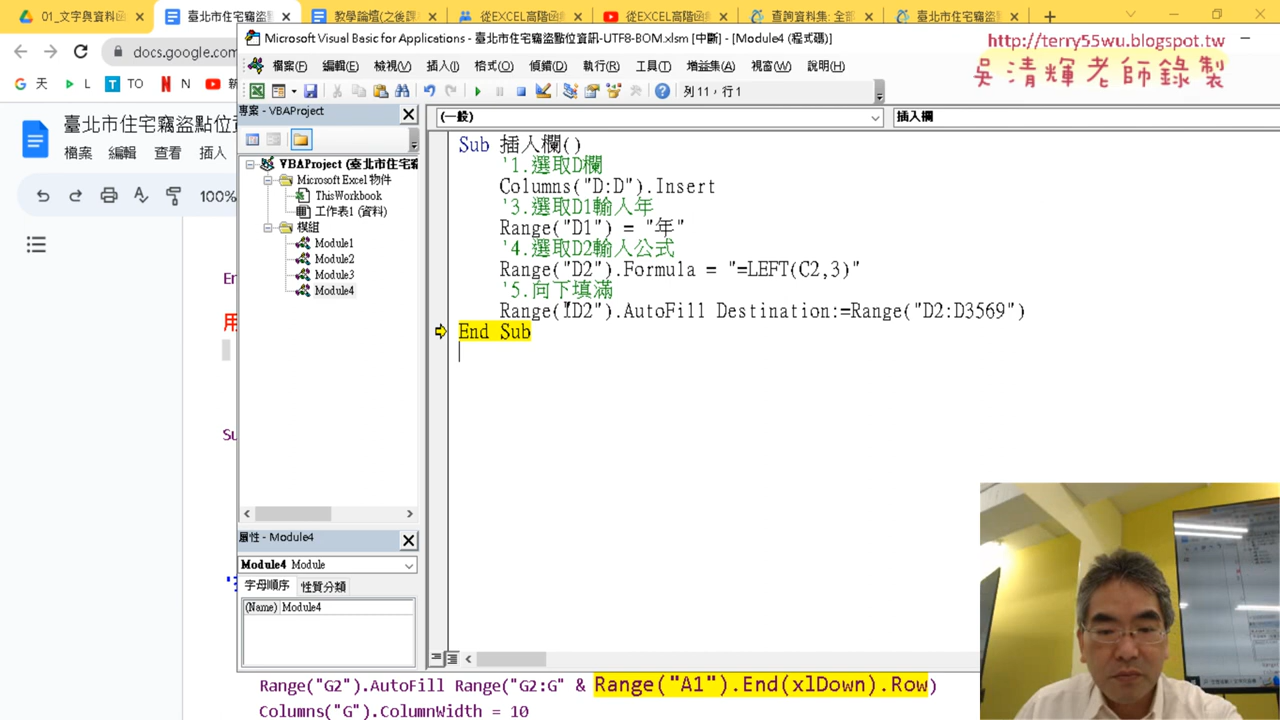 01_文字與資料函
臺北市住宅竊盜
教學論壇(之後課
從EXCEL高階函
從EXCEL高階函
查詢資料集: 全部
臺北市住宅竊盜
docs.google.com
天
L
TO
N
新
臺北市住宅竊盜點位資
檔案 編輯 查看 插入
100%
Microsoft Visual Basic for Applications - 臺北市住宅竊盜點位資訊-UTF8-BOM.xlsm [中斷] - [Module4 (程式碼)]
http://terry55wu.blogspot.tw
吳清輝老師錄製
檔案(F) 編輯(E) 檢視(V) 插入(I) 格式(O) 偵錯(D) 執行(R) 工具(T) 增益集(A) 視窗(W) 說明(H)
列 11，行 1
專案 - VBAProject
(一般)
插入欄
VBAProject (臺北市住宅竊
Microsoft Excel 物件
ThisWorkbook
工作表1 (資料)
模組
Module1
Module2
Module3
Module4
Sub 插入欄()
'1.選取D欄
Columns("D:D").Insert
'3.選取D1輸入年
Range("D1") = "年"
'4.選取D2輸入公式
Range("D2").Formula = "=LEFT(C2,3)"
'5.向下填滿
Range("D2").AutoFill Destination:=Range("D2:D3569")
End Sub
En
用
Su
屬性 - Module4
Module4 Module
字母順序 性質分類
(Name) Module4
Range("G2").AutoFill Range("G2:G" & Range("A1").End(xlDown).Row)
Columns("G").ColumnWidth = 10